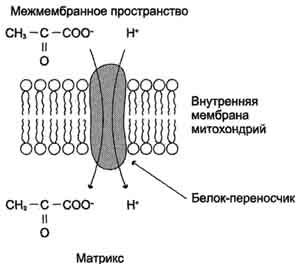 Межмембранное пространство
CH₃ – C – COO⁻ H⁺
O
Внутренняя
мембрана
митохондрий
Белок-переносчик
CH₃ – C – COO⁻ H⁺
O
Матрикс